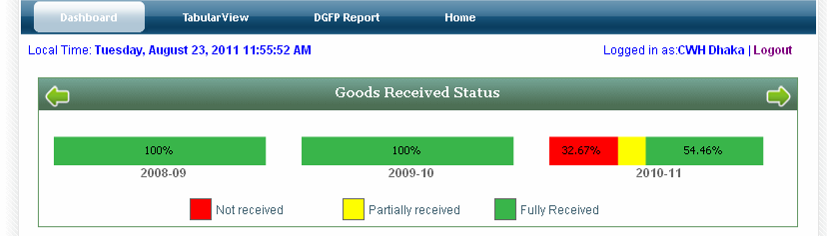 Dashboard TabularView DGFP Report Home
Local Time: Tuesday, August 23, 2011 11:55:52 AM Logged in as:CWH Dhaka | Logout
Goods Received Status
100% 100% 32.67% 54.46%
2008-09 2009-10 2010-11
Not received Partially received Fully Received